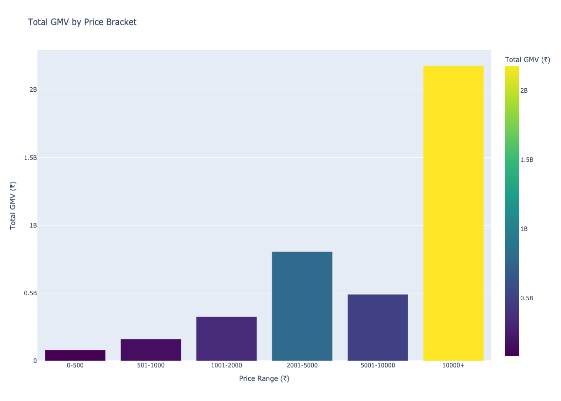 Total GMV by Price Bracket
Total GMV (₹)
2B
1.5B
1B
0.5B
0
0-500
501-1000
1001-2000
2001-5000
5001-10000
10000+
Price Range (₹)
Total GMV (₹)
2B
1.5B
1B
0.5B